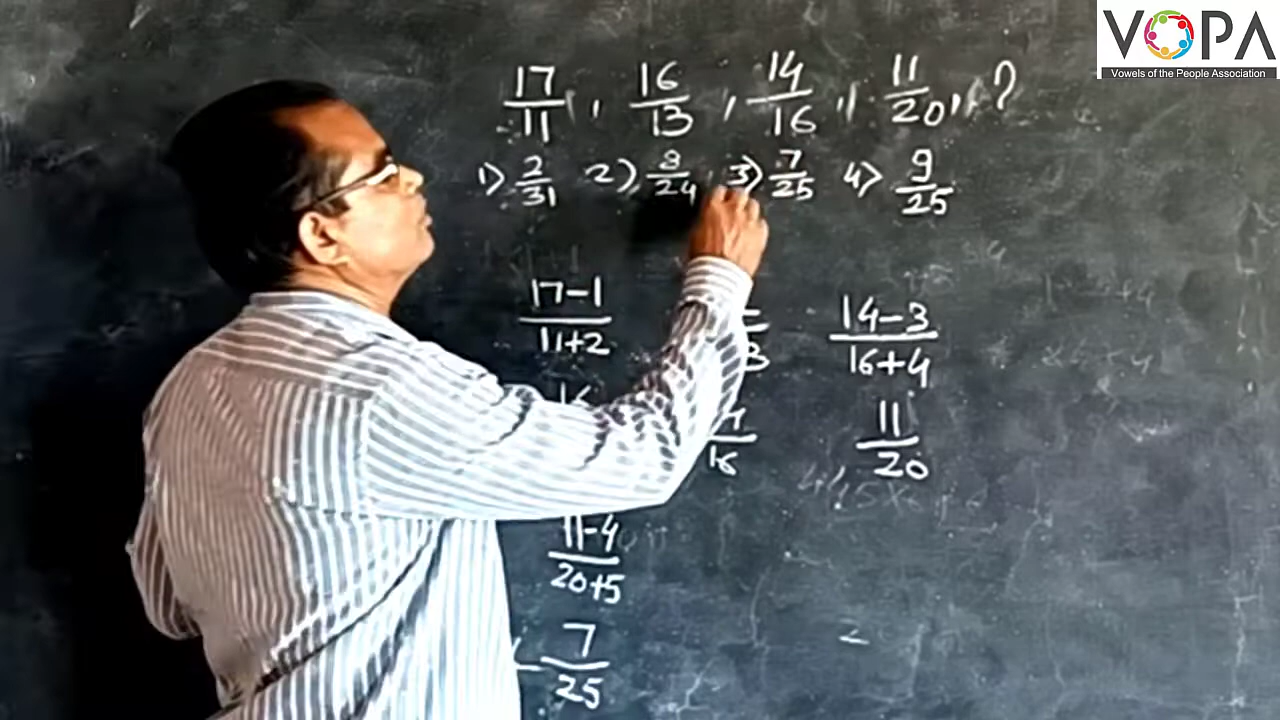 VOPA
Vowels of the People Association
17/11 , 16/13 , 14/16 , 11/20 , ?
1) 2/31 2) 8/24 3) 7/25 4) 9/25
17-1/11+2 14-3/16+4
16 11/20
11-4/20+5
= 7/25